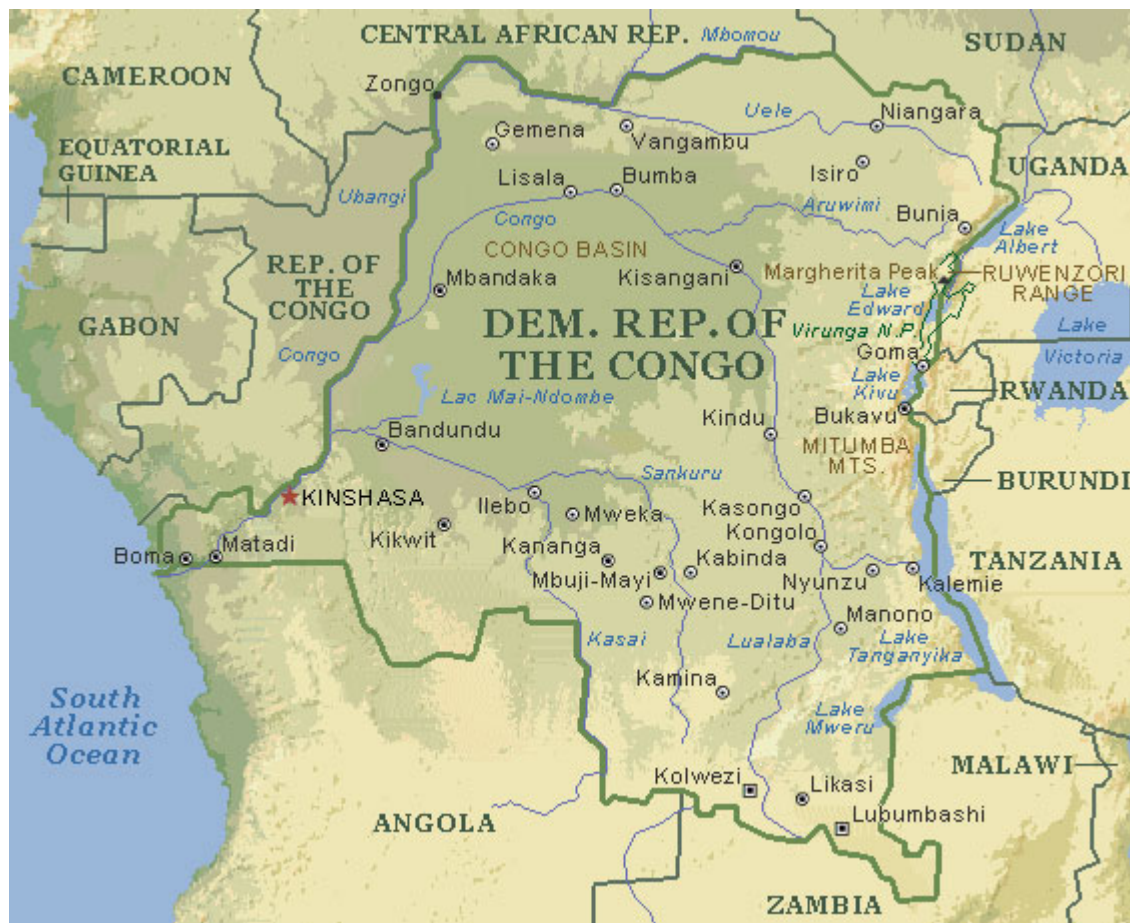 CENTRAL AFRICAN REP.
Mbomou
SUDAN
CAMEROON
Zongo
Uele
Niangara
Gemena
Vangambu
EQUATORIAL
GUINEA
UGANDA
Isiro
Lisala
Bumba
Ubangi
Aruwimi
Congo
Bunia
Lake
Albert
CONGO BASIN
REP. OF
THE
CONGO
Mbandaka
Kisangani
Margherita Peak
RUWENZORI
RANGE
Lake
Edward
GABON
DEM. REP. OF
THE CONGO
Virunga N.P.
Lake
Victoria
Congo
Goma
Lake
Kivu
RWANDA
Lac Mai-Ndombe
Bukavu
Kindu
Bandundu
MITUMBA
MTS.
Sankuru
BURUNDI
KINSHASA
Ilebo
Kasongo
Mweka
Kongolo
Kikwit
Kananga
Kabinda
Boma
Matadi
TANZANIA
Mbuji-Mayi
Nyunzu
Kalemie
Mwene-Ditu
Manono
Kasai
Lualaba
Lake
Tanganyika
Kamina
South
Atlantic
Ocean
Lake
Mweru
MALAWI
Kolwezi
Likasi
Lubumbashi
ANGOLA
ZAMBIA